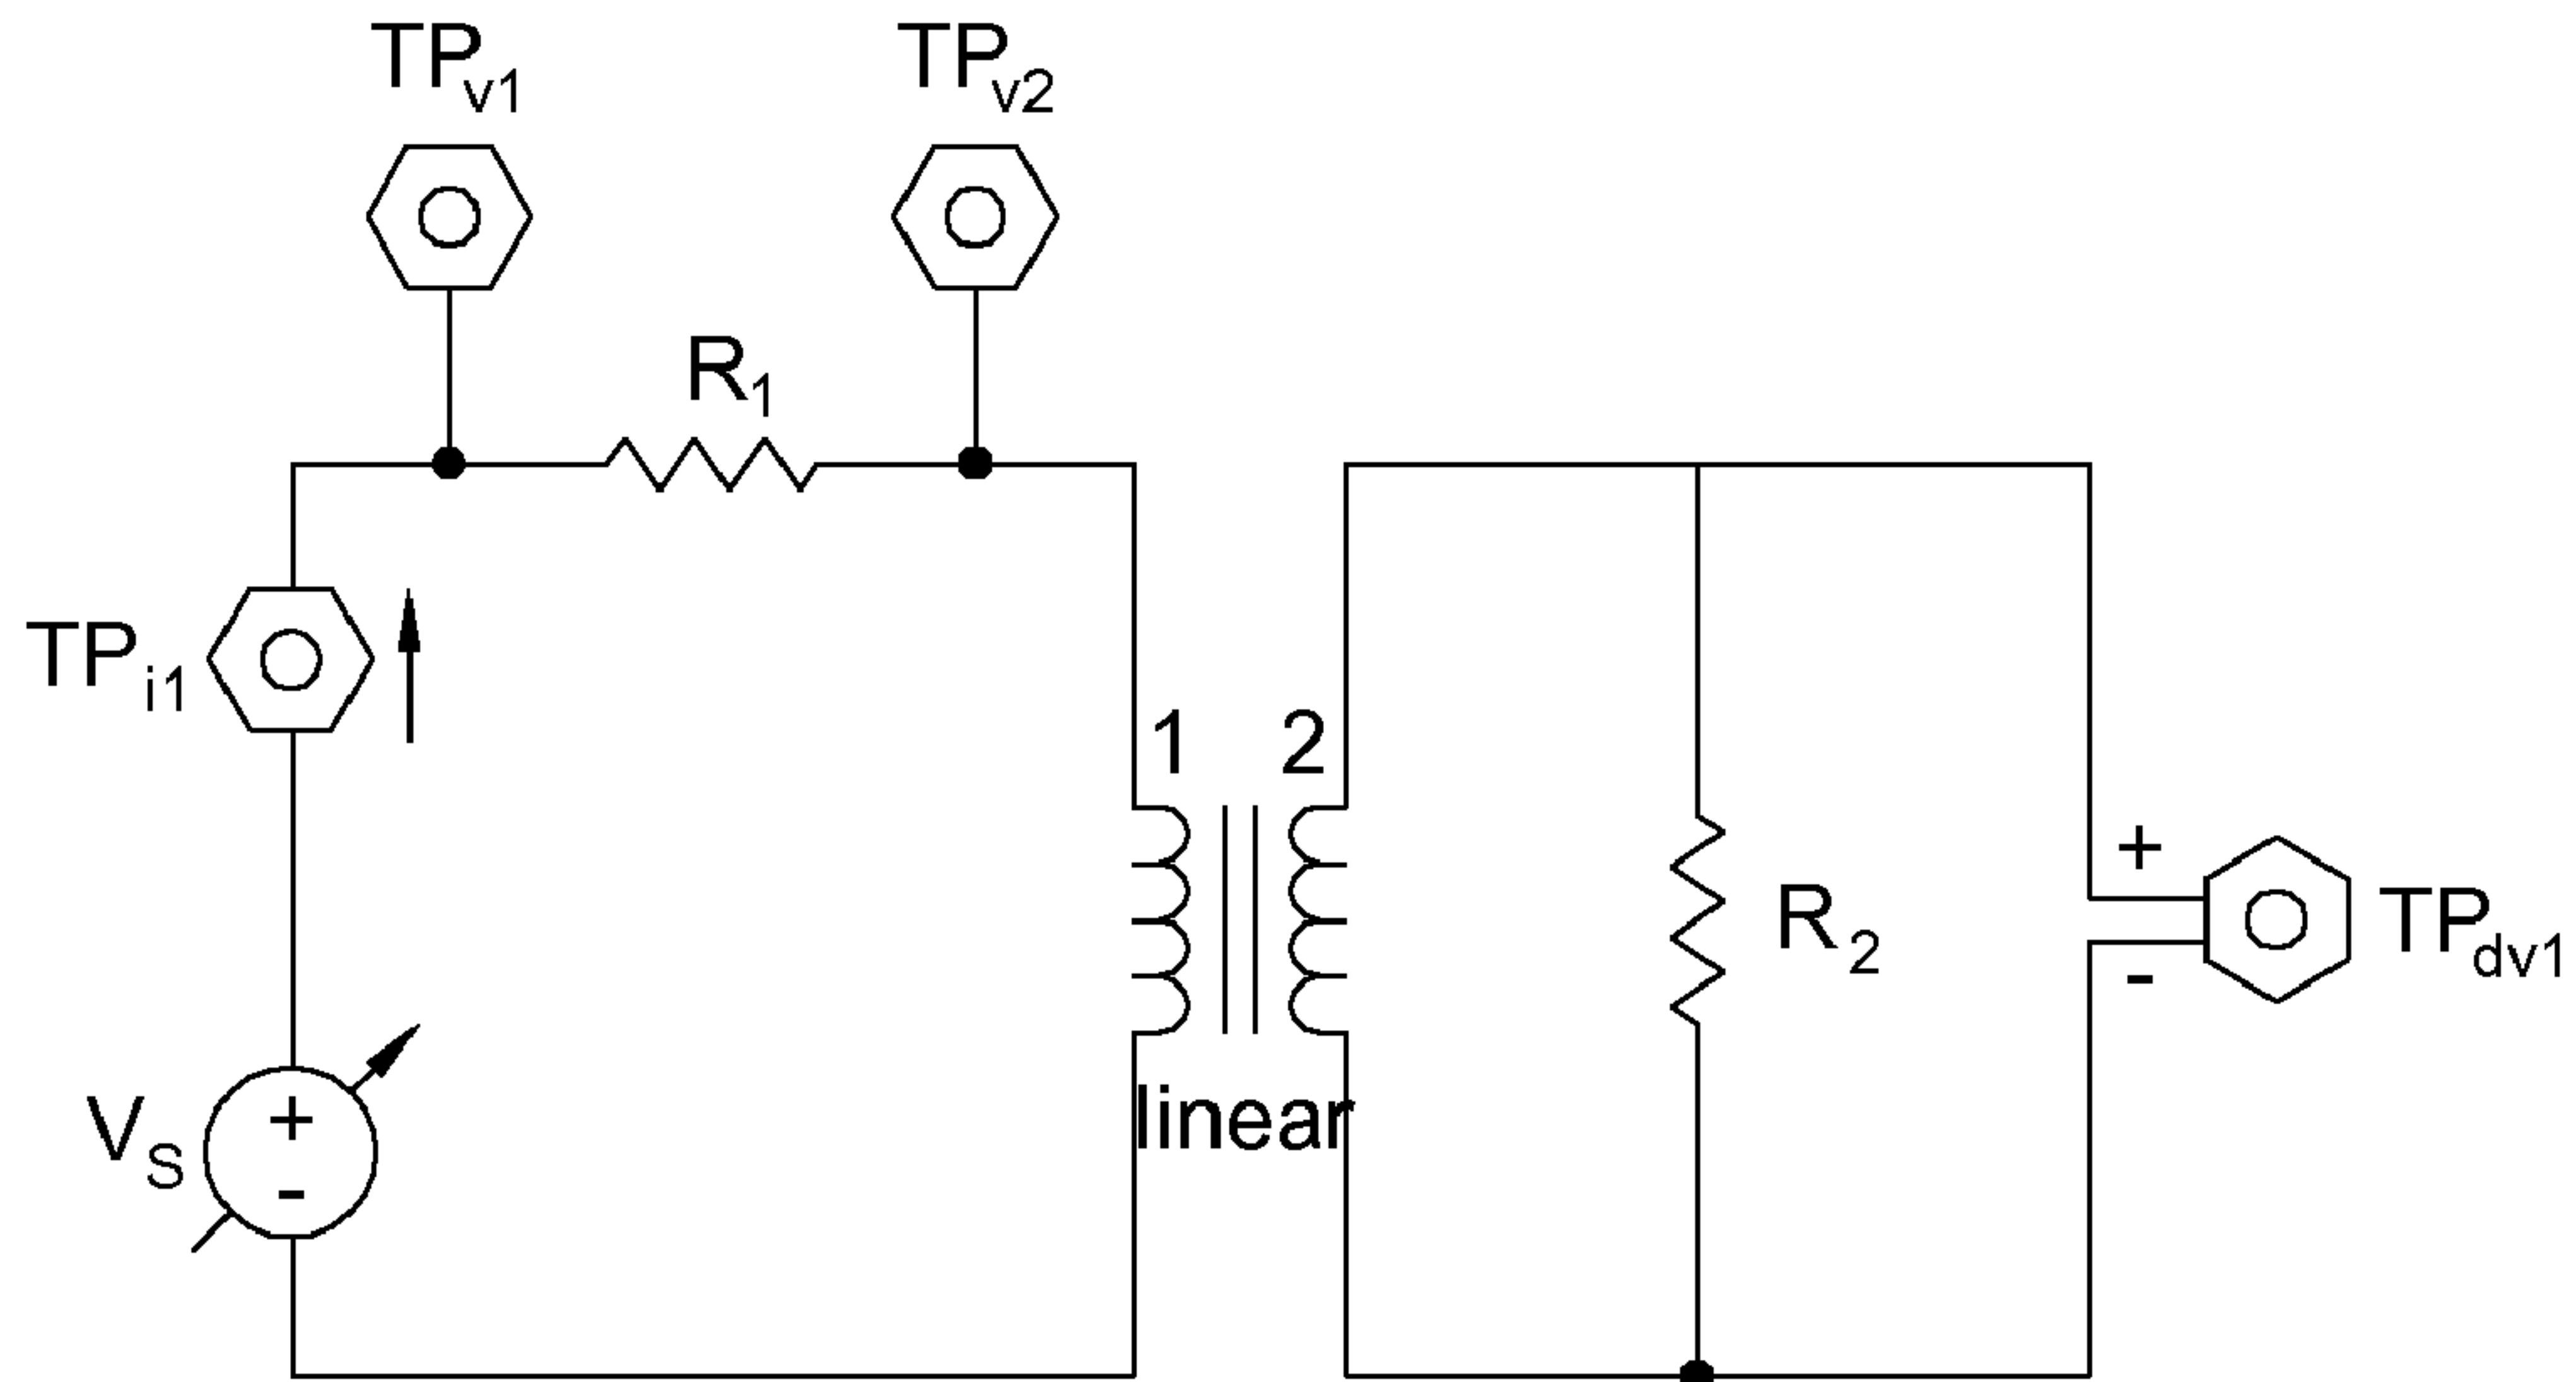 TPv1
TPv2
R1
TPi1
1 2
+
-
R2
TPdv1
VS
+
-
linear